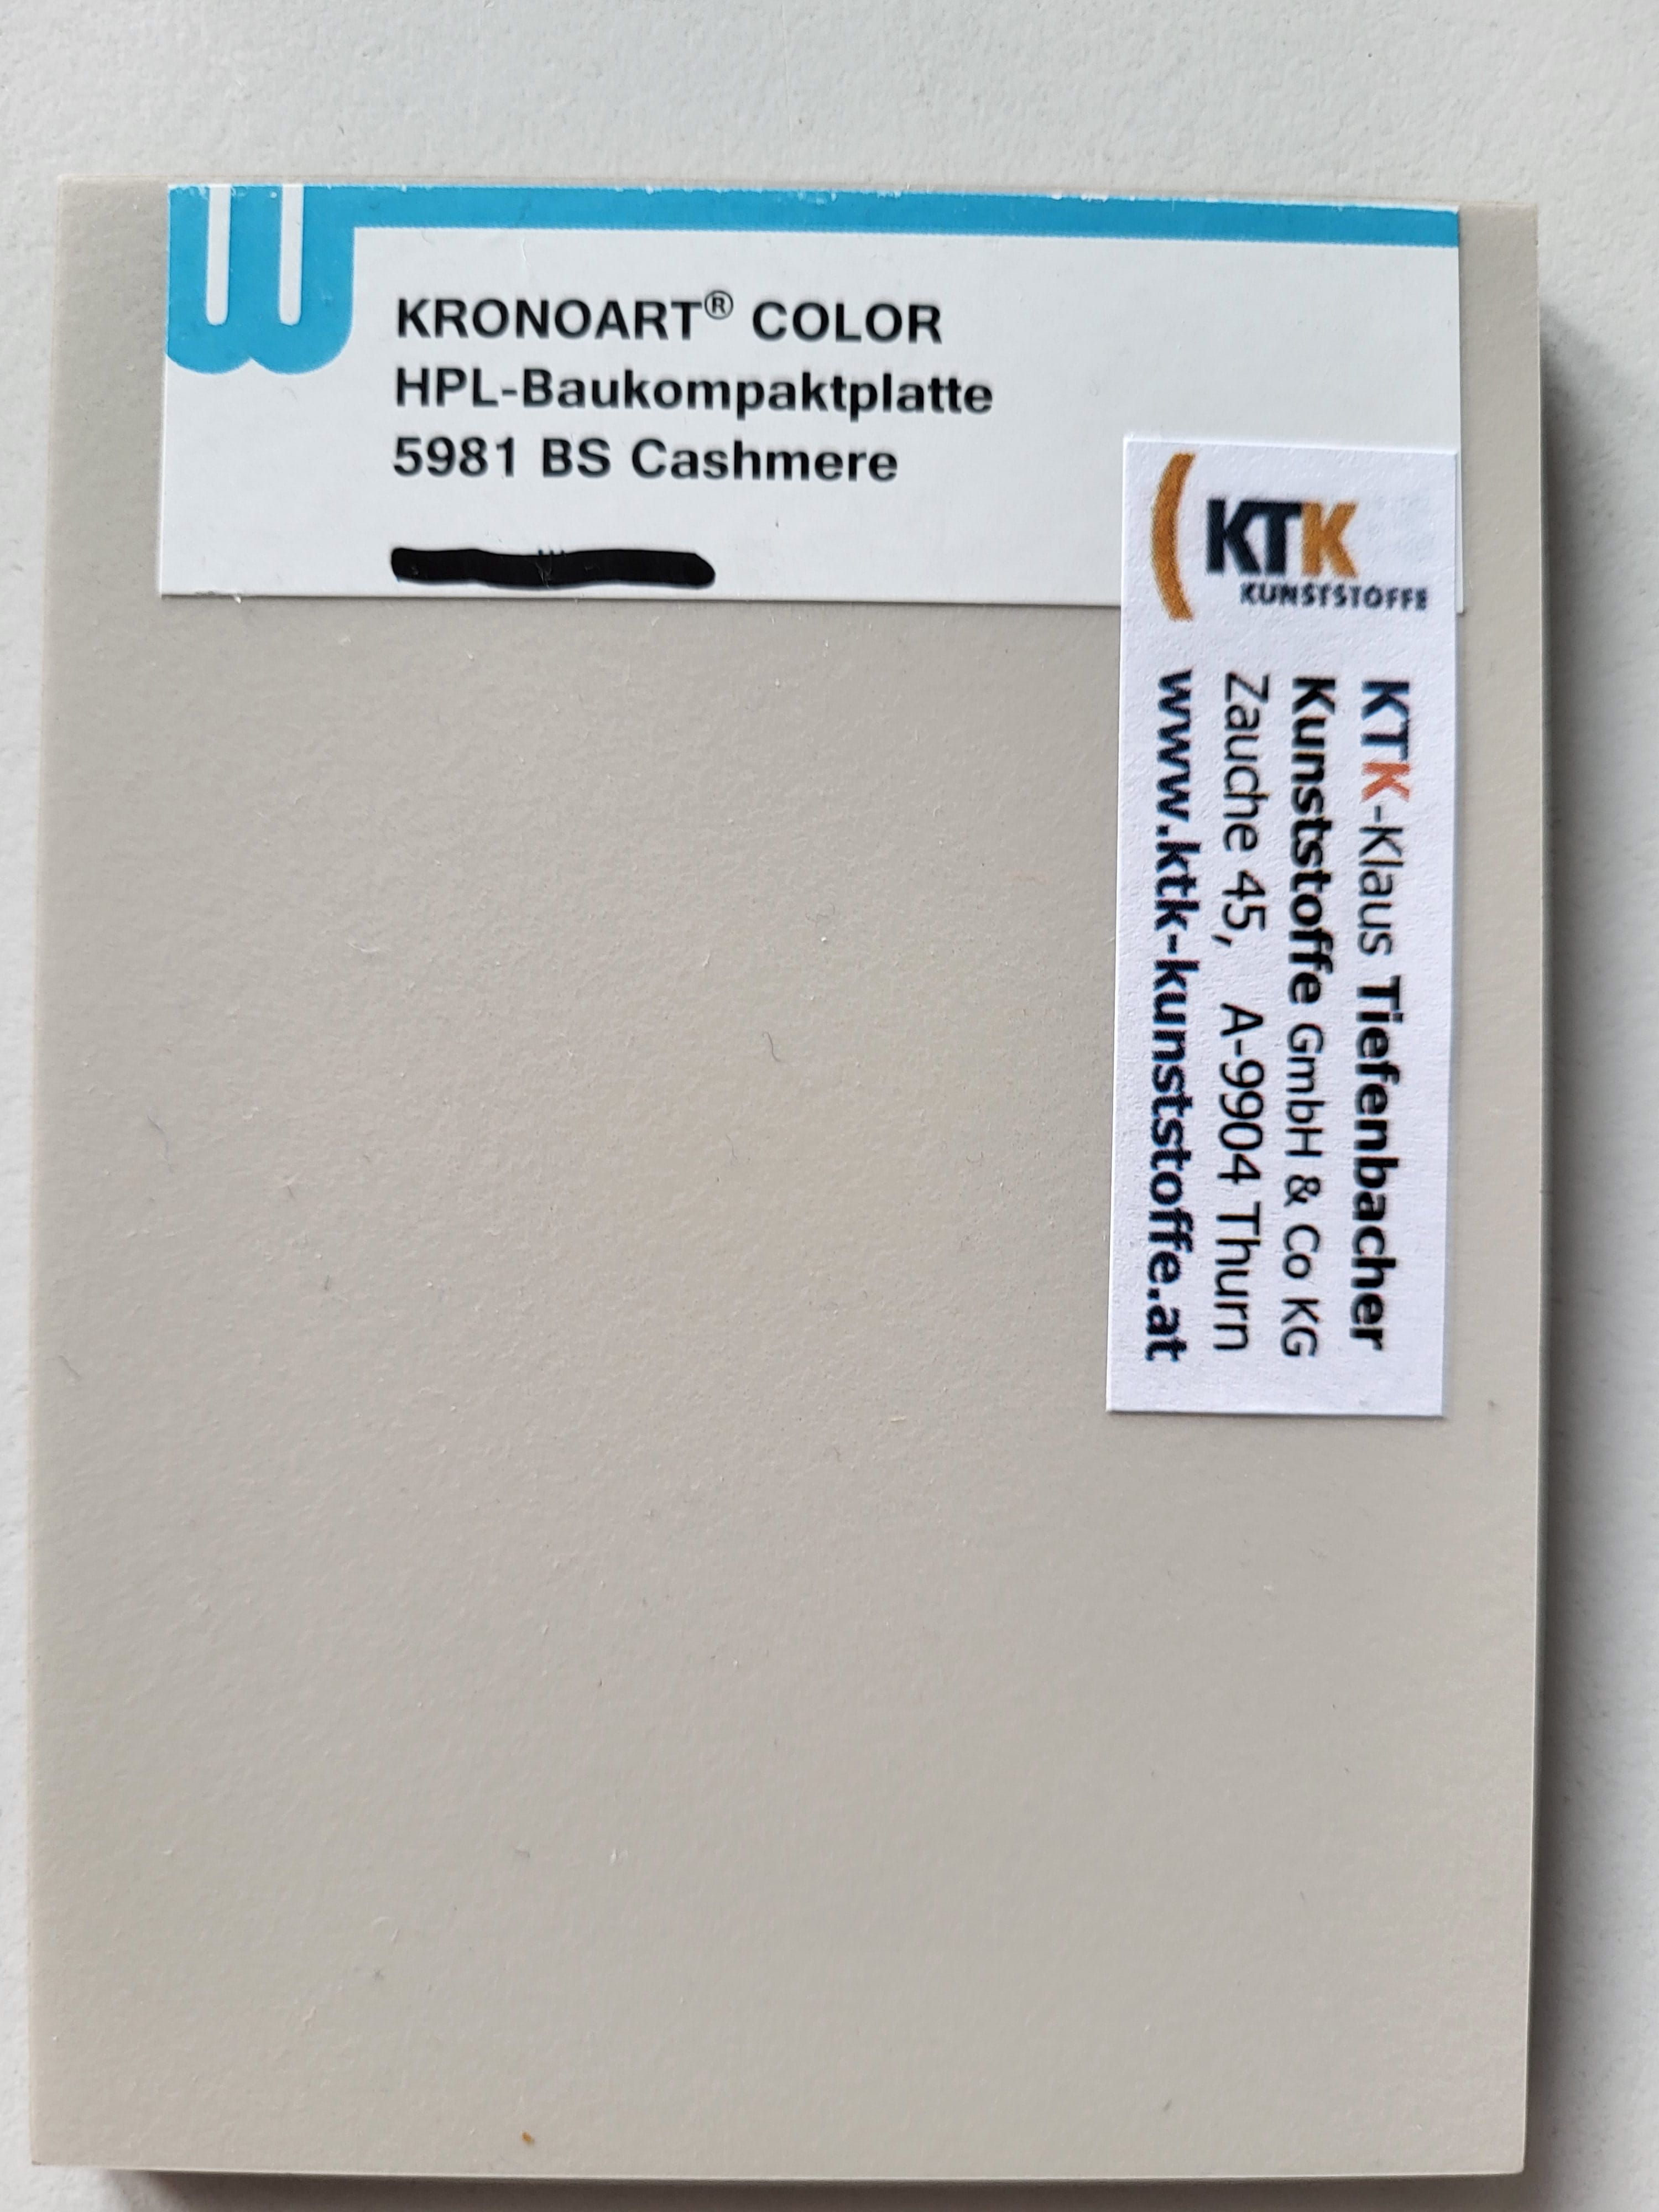 KRONOART® COLOR
HPL-Baukompaktplatte
5981 BS Cashmere
KTK
KUNSTSTOFFE
KTK-Klaus Tiefenbacher
Kunststoffe GmbH & Co KG
Zauche 45, A-9904 Thurn
www.ktk-kunststoffe.at